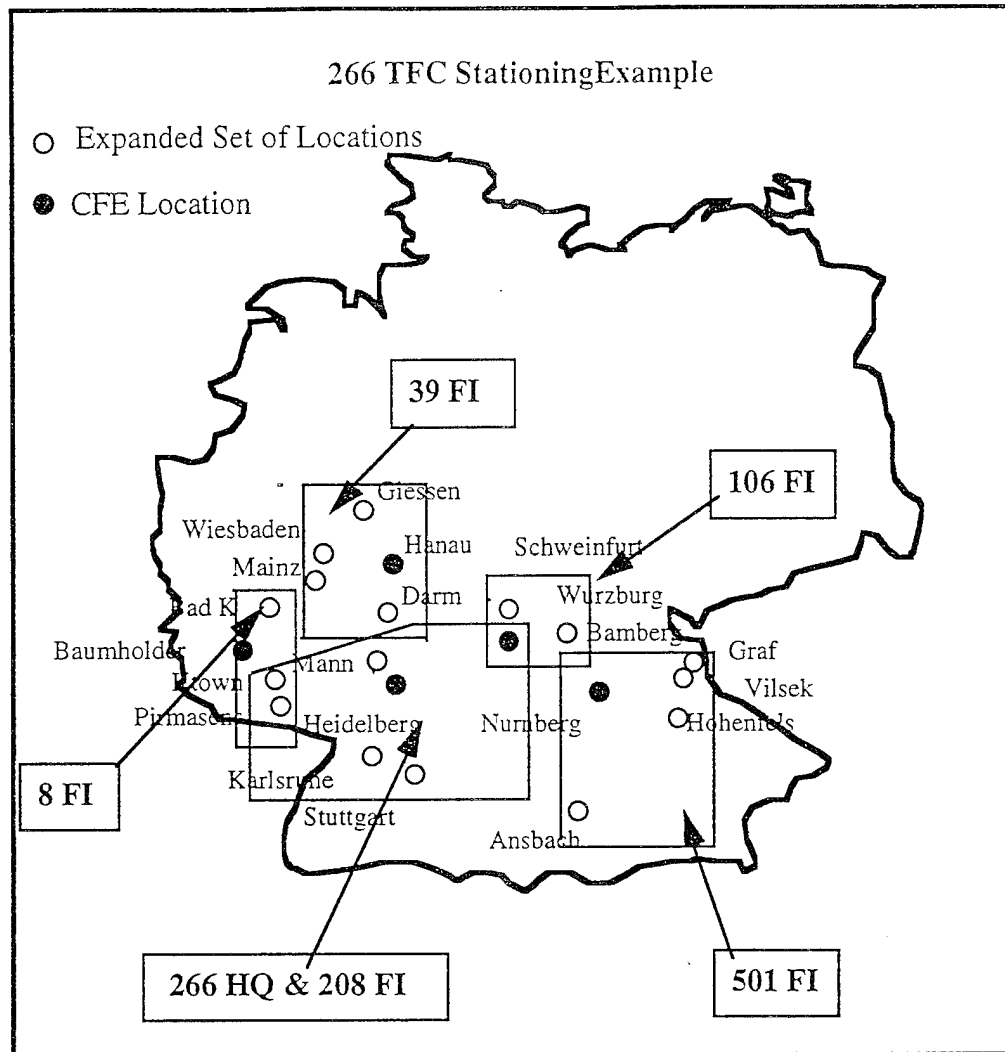 266 TFC StationingExample
Expanded Set of Locations
CFE Location
39 FI
106 FI
Giessen
Wiesbaden
Hanau
Schweinfurt
Mainz
Darm
Wurzburg
Bad K
Bamberg
Baumholder
Mann
Graf
Ktown
Vilsek
Pirmasens
Heidelberg
Nurnberg
Hohenfels
8 FI
Karlsruhe
Stuttgart
Ansbach
266 HQ & 208 FI
501 FI